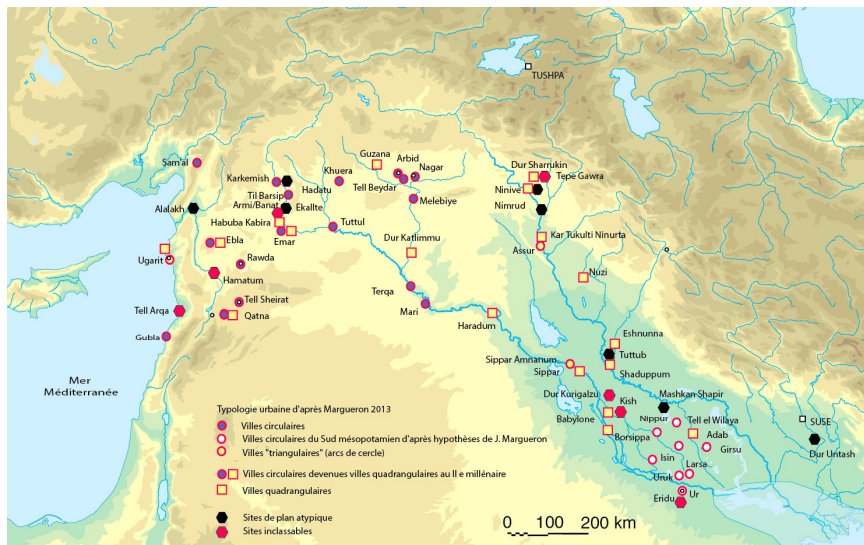 TUSHPA
Sam'al
Karkemish
Til Barsip
Armi/Banat
Hadatu
Khuera
Guzana
Arbid
Nagar
Tell Beydar
Melebiye
Dur Sharrukin
Tepe Gawra
Ninive
Nimrud
Alalakh
Ekallte
Habuba Kabira
Emar
Tuttul
Ebla
Ugarit
Rawda
Hamatum
Dur Katlimmu
Kar Tukulti Ninurta
Assur
Nuzi
Tell Sheirat
Tell Arqa
Qatna
Gubla
Terqa
Mari
Haradum
Eshnunna
Tuttub
Shaduppum
Sippar Amnanum
Sippar
Mer
Méditerranée
Dur Kurigalzu
Kish
Mashkan Shapir
Babylone
Nippur
Tell el Wilaya
Borsippa
Adab
SUSE
Girsu
Dur Untash
Isin
Larsa
Uruk
Ur
Eridu
Typologie urbaine d'après Margueron 2013
Villes circulaires
Villes circulaires du Sud mésopotamien d'après hypothèses de J. Margueron
Villes "triangulaires" (arcs de cercle)
Villes circulaires devenues villes quadrangulaires au II e millénaire
Villes quadrangulaires
Sites de plan atypique
Sites inclassables
0 100 200 km